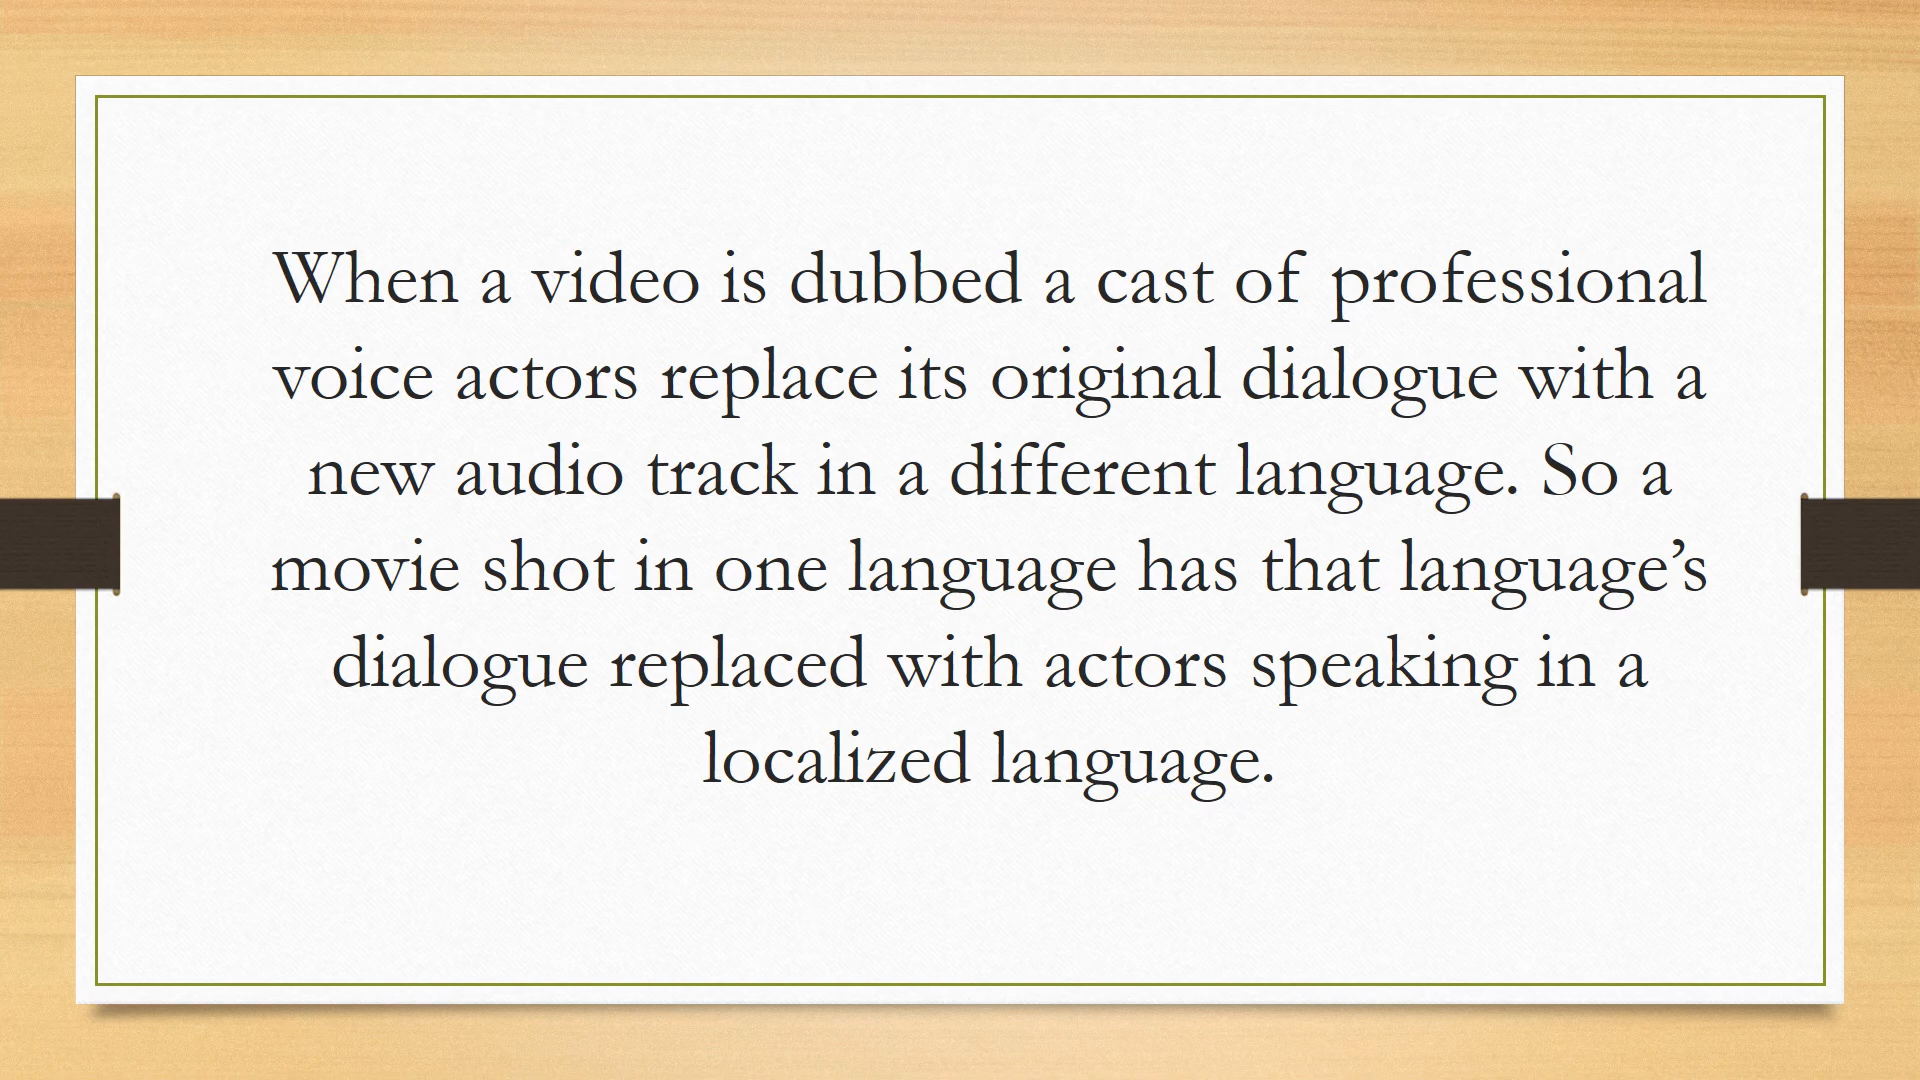 When a video is dubbed a cast of professional
voice actors replace its original dialogue with a
new audio track in a different language. So a
movie shot in one language has that language’s
dialogue replaced with actors speaking in a
localized language.